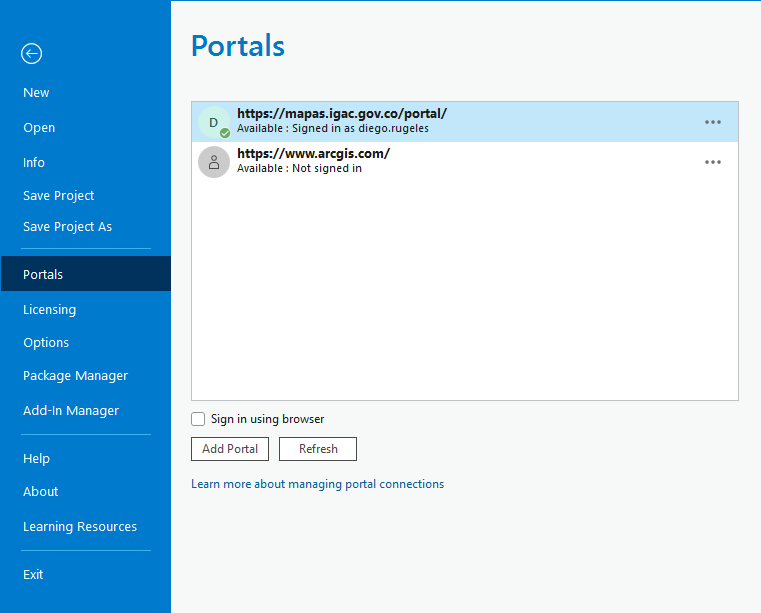 Portals
New
Open
Info
Save Project
Save Project As
Portals
Licensing
Options
Package Manager
Add-In Manager
Help
About
Learning Resources
Exit
D
https://mapas.igac.gov.co/portal/
Available : Signed in as diego.rugeles
https://www.arcgis.com/
Available : Not signed in
Sign in using browser
Add Portal
Refresh
Learn more about managing portal connections